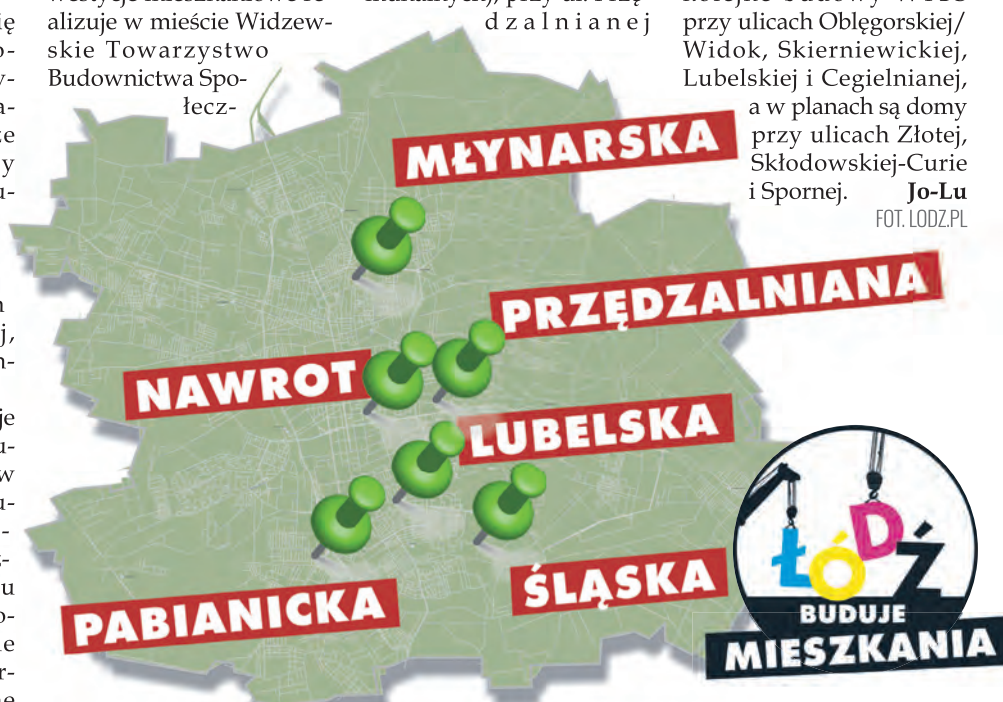 alizuje w mieście Widzew-
skie Towarzystwo
Budownictwa Spo-
łecz-
dzalnianej
przy ulicach Oblęgorskiej/
Widok, Skierniewickiej,
Lubelskiej i Cegielnianej,
a w planach są domy
przy ulicach Złotej,
Skłodowskiej-Curie
i Spornej. Jo-Lu
FOT. LODZ.PL
MŁYNARSKA
PRZĘDZALNIANA
NAWROT
LUBELSKA
PABIANICKA
ŚLĄSKA
ŁÓDŹ
BUDUJE
MIESZKANIA